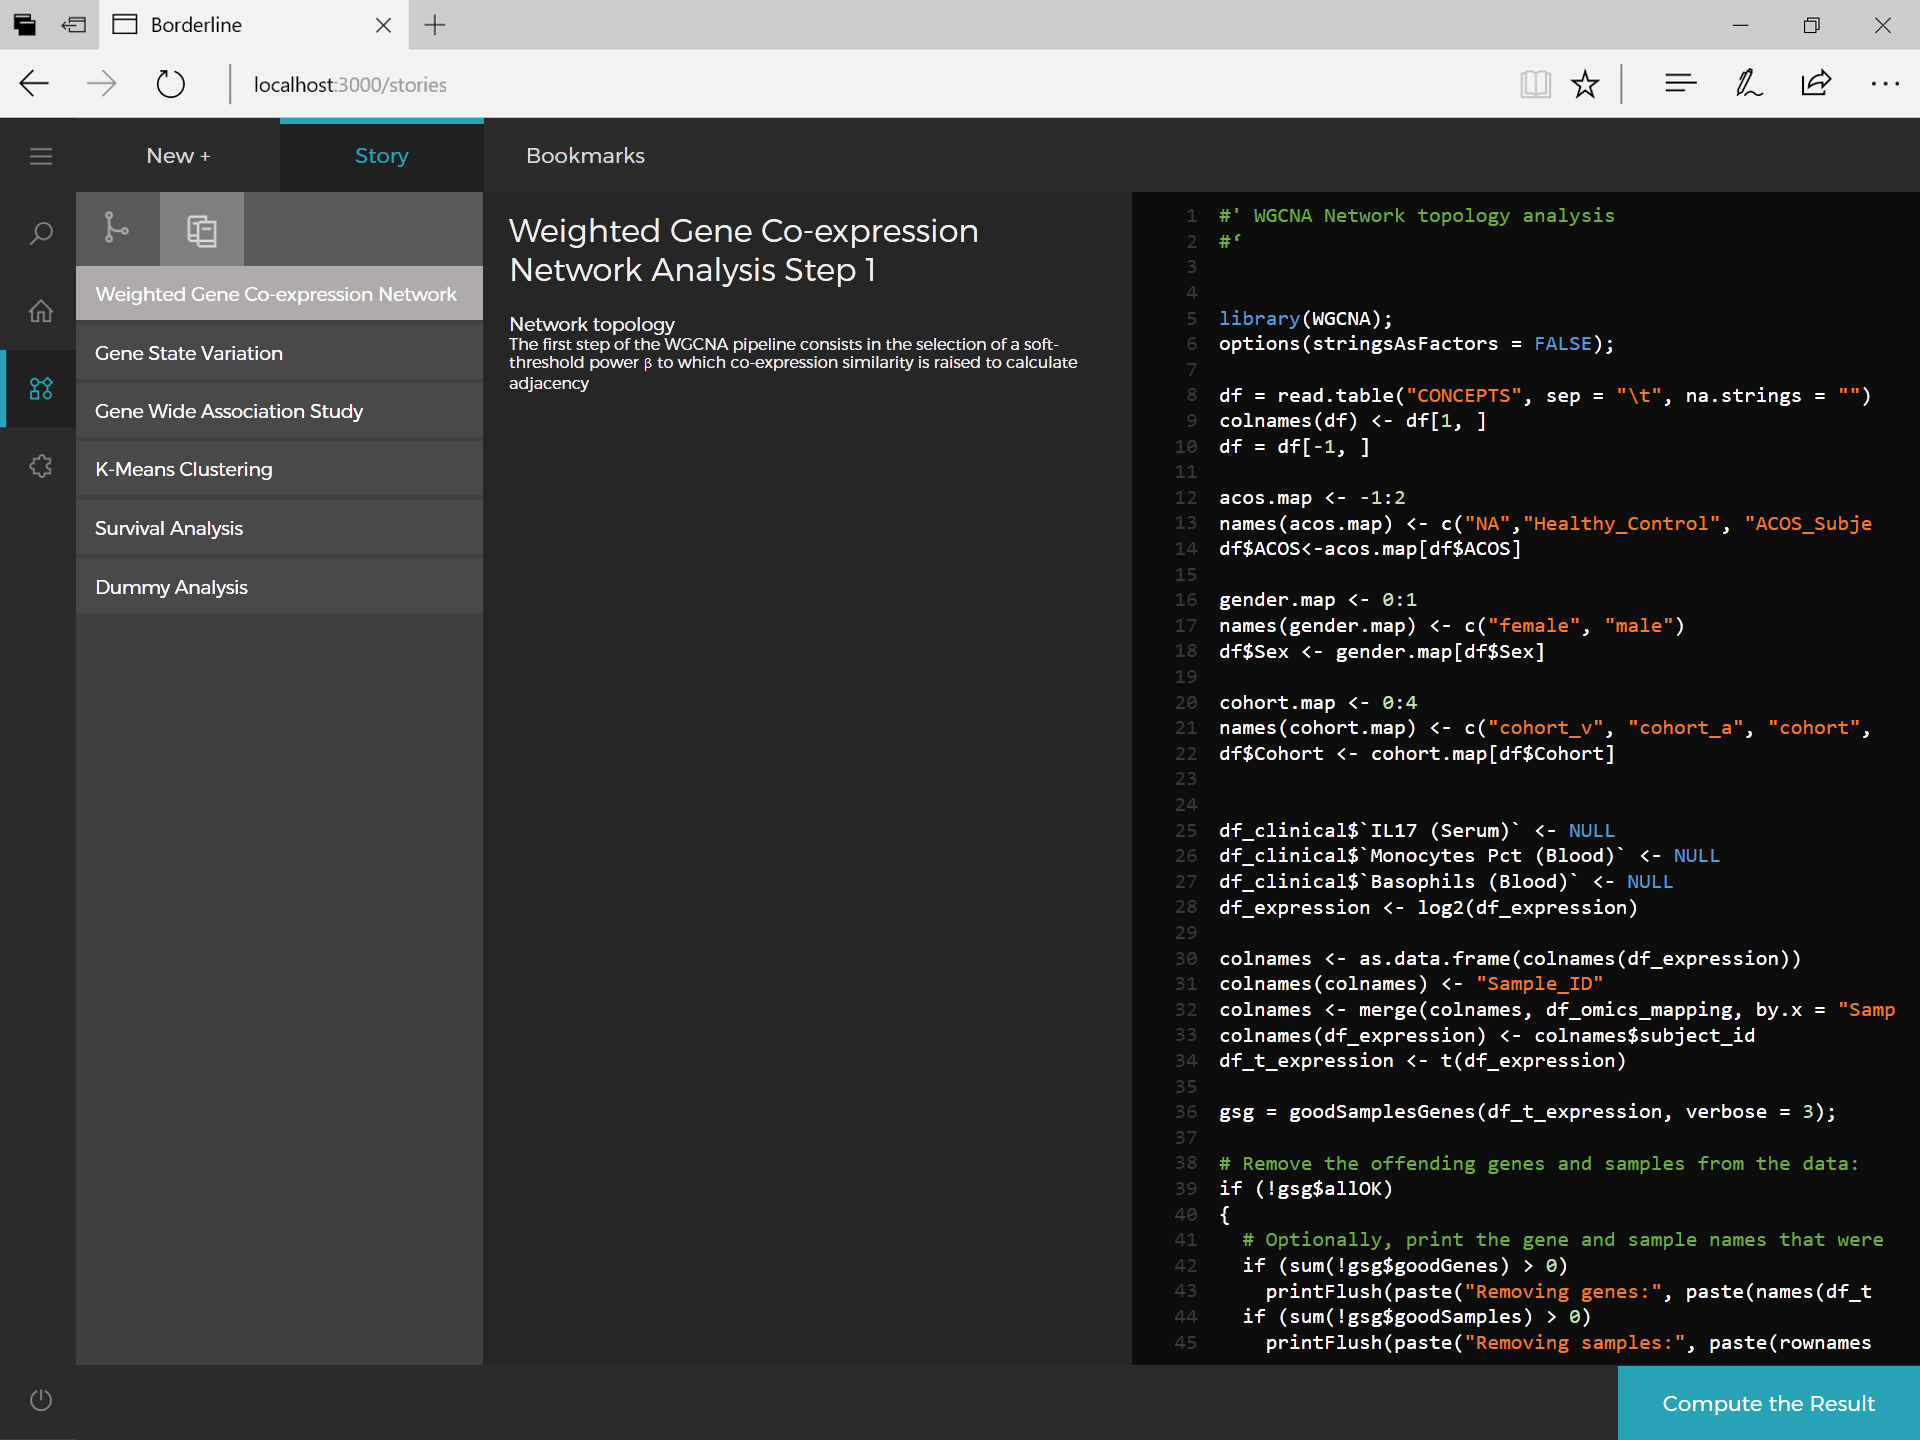 Borderline
localhost:3000/stories
New +
Story
Bookmarks
Weighted Gene Co-expression Network
Gene State Variation
Gene Wide Association Study
K-Means Clustering
Survival Analysis
Dummy Analysis
Weighted Gene Co-expression
Network Analysis Step 1
Network topology
The first step of the WGCNA pipeline consists in the selection of a soft-
threshold power β to which co-expression similarity is raised to calculate
adjacency
1 #' WGCNA Network topology analysis
2 #‘
3
4
5 library(WGCNA);
6 options(stringsAsFactors = FALSE);
7
8 df = read.table("CONCEPTS", sep = "\t", na.strings = "")
9 colnames(df) <- df[1, ]
10 df = df[-1, ]
11
12 acos.map <- -1:2
13 names(acos.map) <- c("NA","Healthy_Control", "ACOS_Subje
14 df$ACOS<-acos.map[df$ACOS]
15
16 gender.map <- 0:1
17 names(gender.map) <- c("female", "male")
18 df$Sex <- gender.map[df$Sex]
19
20 cohort.map <- 0:4
21 names(cohort.map) <- c("cohort_v", "cohort_a", "cohort",
22 df$Cohort <- cohort.map[df$Cohort]
23
24
25 df_clinical$`IL17 (Serum)` <- NULL
26 df_clinical$`Monocytes Pct (Blood)` <- NULL
27 df_clinical$`Basophils (Blood)` <- NULL
28 df_expression <- log2(df_expression)
29
30 colnames <- as.data.frame(colnames(df_expression))
31 colnames(colnames) <- "Sample_ID"
32 colnames <- merge(colnames, df_omics_mapping, by.x = "Samp
33 colnames(df_expression) <- colnames$subject_id
34 df_t_expression <- t(df_expression)
35
36 gsg = goodSamplesGenes(df_t_expression, verbose = 3);
37
38 # Remove the offending genes and samples from the data:
39 if (!gsg$allOK)
40 {
41   # Optionally, print the gene and sample names that were
42   if (sum(!gsg$goodGenes) > 0)
43     printFlush(paste("Removing genes:", paste(names(df_t
44   if (sum(!gsg$goodSamples) > 0)
45     printFlush(paste("Removing samples:", paste(rownames
Compute the Result